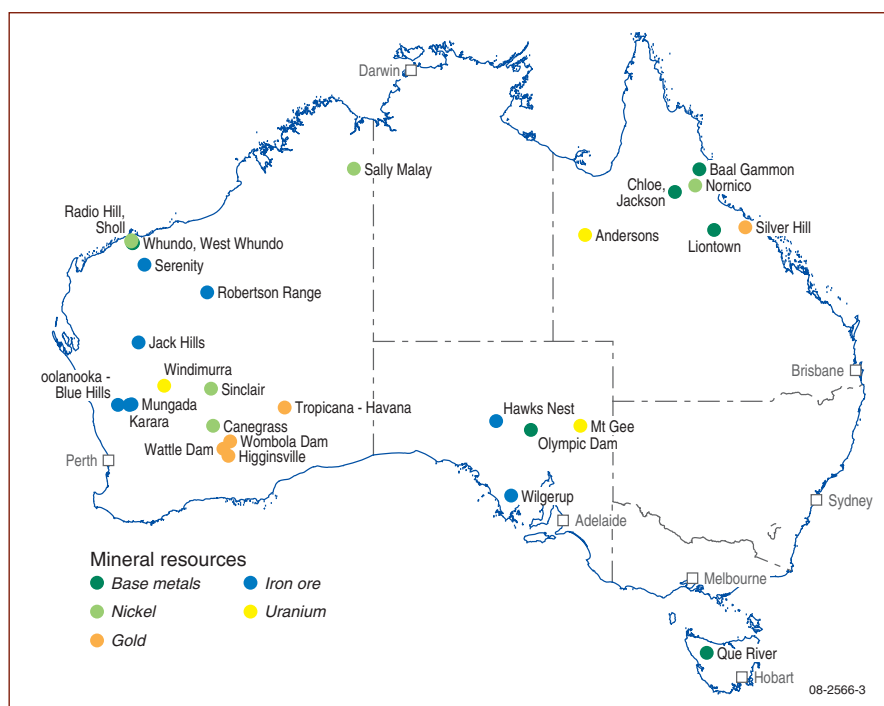 Darwin
Sally Malay
Baal Gammon
Nornico
Chloe,
Jackson
Radio Hill,
Sholl
Whundo, West Whundo
Silver Hill
Andersons
Liontown
Serenity
Robertson Range
Jack Hills
Windimurra
oolanooka -
Blue Hills
Sinclair
Brisbane
Mungada
Karara
Tropicana - Havana
Hawks Nest
Canegrass
Mt Gee
Olympic Dam
Wombola Dam
Wattle Dam
Higginsville
Perth
Wilgerup
Sydney
Adelaide
Mineral resources
Base metals
Iron ore
Nickel
Uranium
Gold
Melbourne
Que River
Hobart
08-2566-3